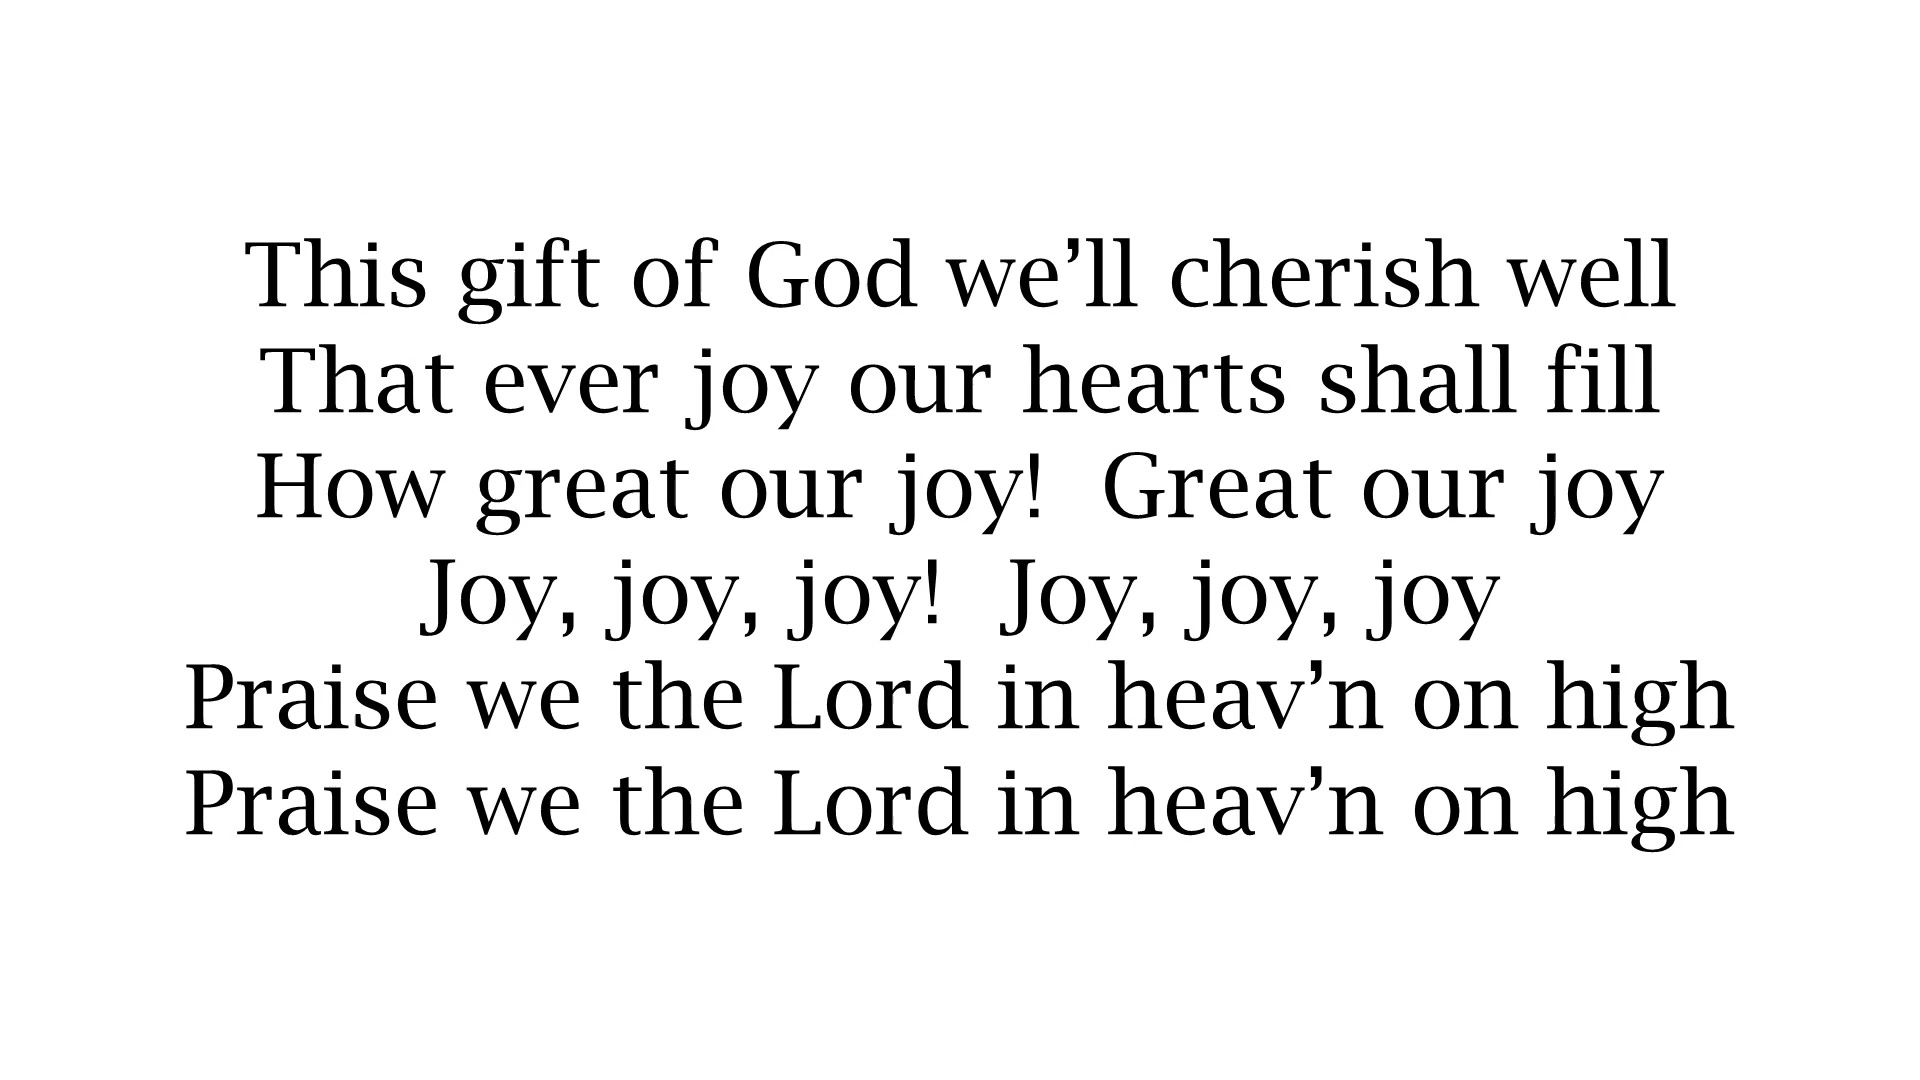 This gift of God we’ll cherish well
That ever joy our hearts shall fill
How great our joy!  Great our joy
Joy, joy, joy!  Joy, joy, joy
Praise we the Lord in heav’n on high
Praise we the Lord in heav’n on high